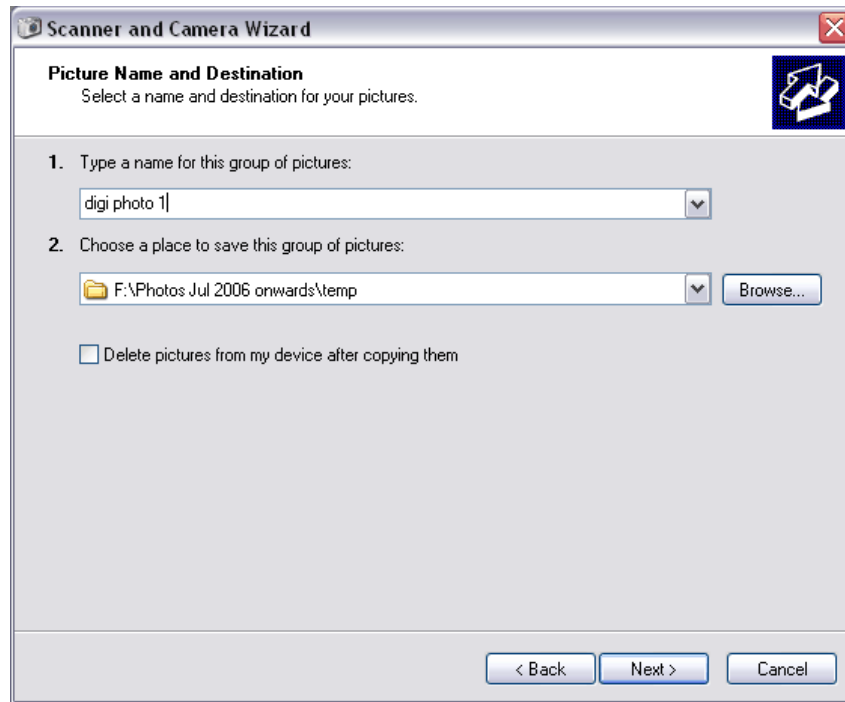 Scanner and Camera Wizard
Picture Name and Destination
Select a name and destination for your pictures.
1. Type a name for this group of pictures:
digi photo 1
2. Choose a place to save this group of pictures:
F:\Photos Jul 2006 onwards\temp
Browse...
Delete pictures from my device after copying them
< Back
Next >
Cancel